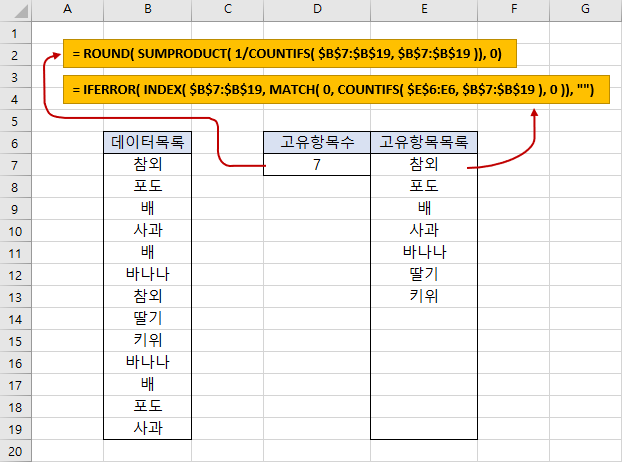 A B C D E F G
1
2 = ROUND( SUMPRODUCT( 1/COUNTIFS( $B$7:$B$19, $B$7:$B$19 )), 0)
3
4 = IFERROR( INDEX( $B$7:$B$19, MATCH( 0, COUNTIFS( $E$6:E6, $B$7:$B$19 ), 0 )), "")
5
6 데이터목록 고유항목수 고유항목목록
7 참외 7 참외
8 포도 포도
9 배 배
10 사과 사과
11 배 바나나
12 바나나 딸기
13 참외 키위
14 딸기
15 키위
16 바나나
17 배
18 포도
19 사과
20